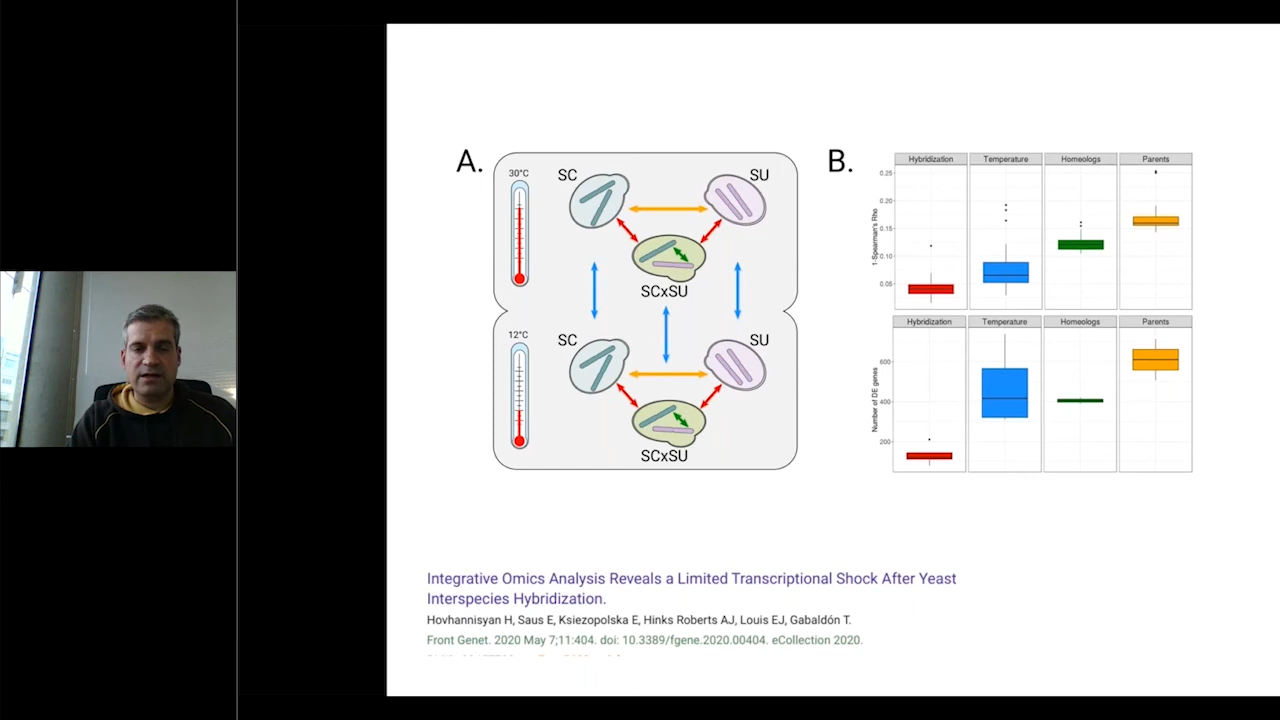 A.
30°C
SC
SU
SCxSU
12°C
SC
SU
SCxSU
B.
Hybridization Temperature Homeologs Parents
1-Spearman's Rho
0.25
0.20
0.15
0.10
0.05
Hybridization Temperature Homeologs Parents
Number of DE genes
600
400
200
Integrative Omics Analysis Reveals a Limited Transcriptional Shock After Yeast
Interspecies Hybridization.
Hovhannisyan H, Saus E, Ksiezopolska E, Hinks Roberts AJ, Louis EJ, Gabaldón T.
Front Genet. 2020 May 7;11:404. doi: 10.3389/fgene.2020.00404. eCollection 2020.